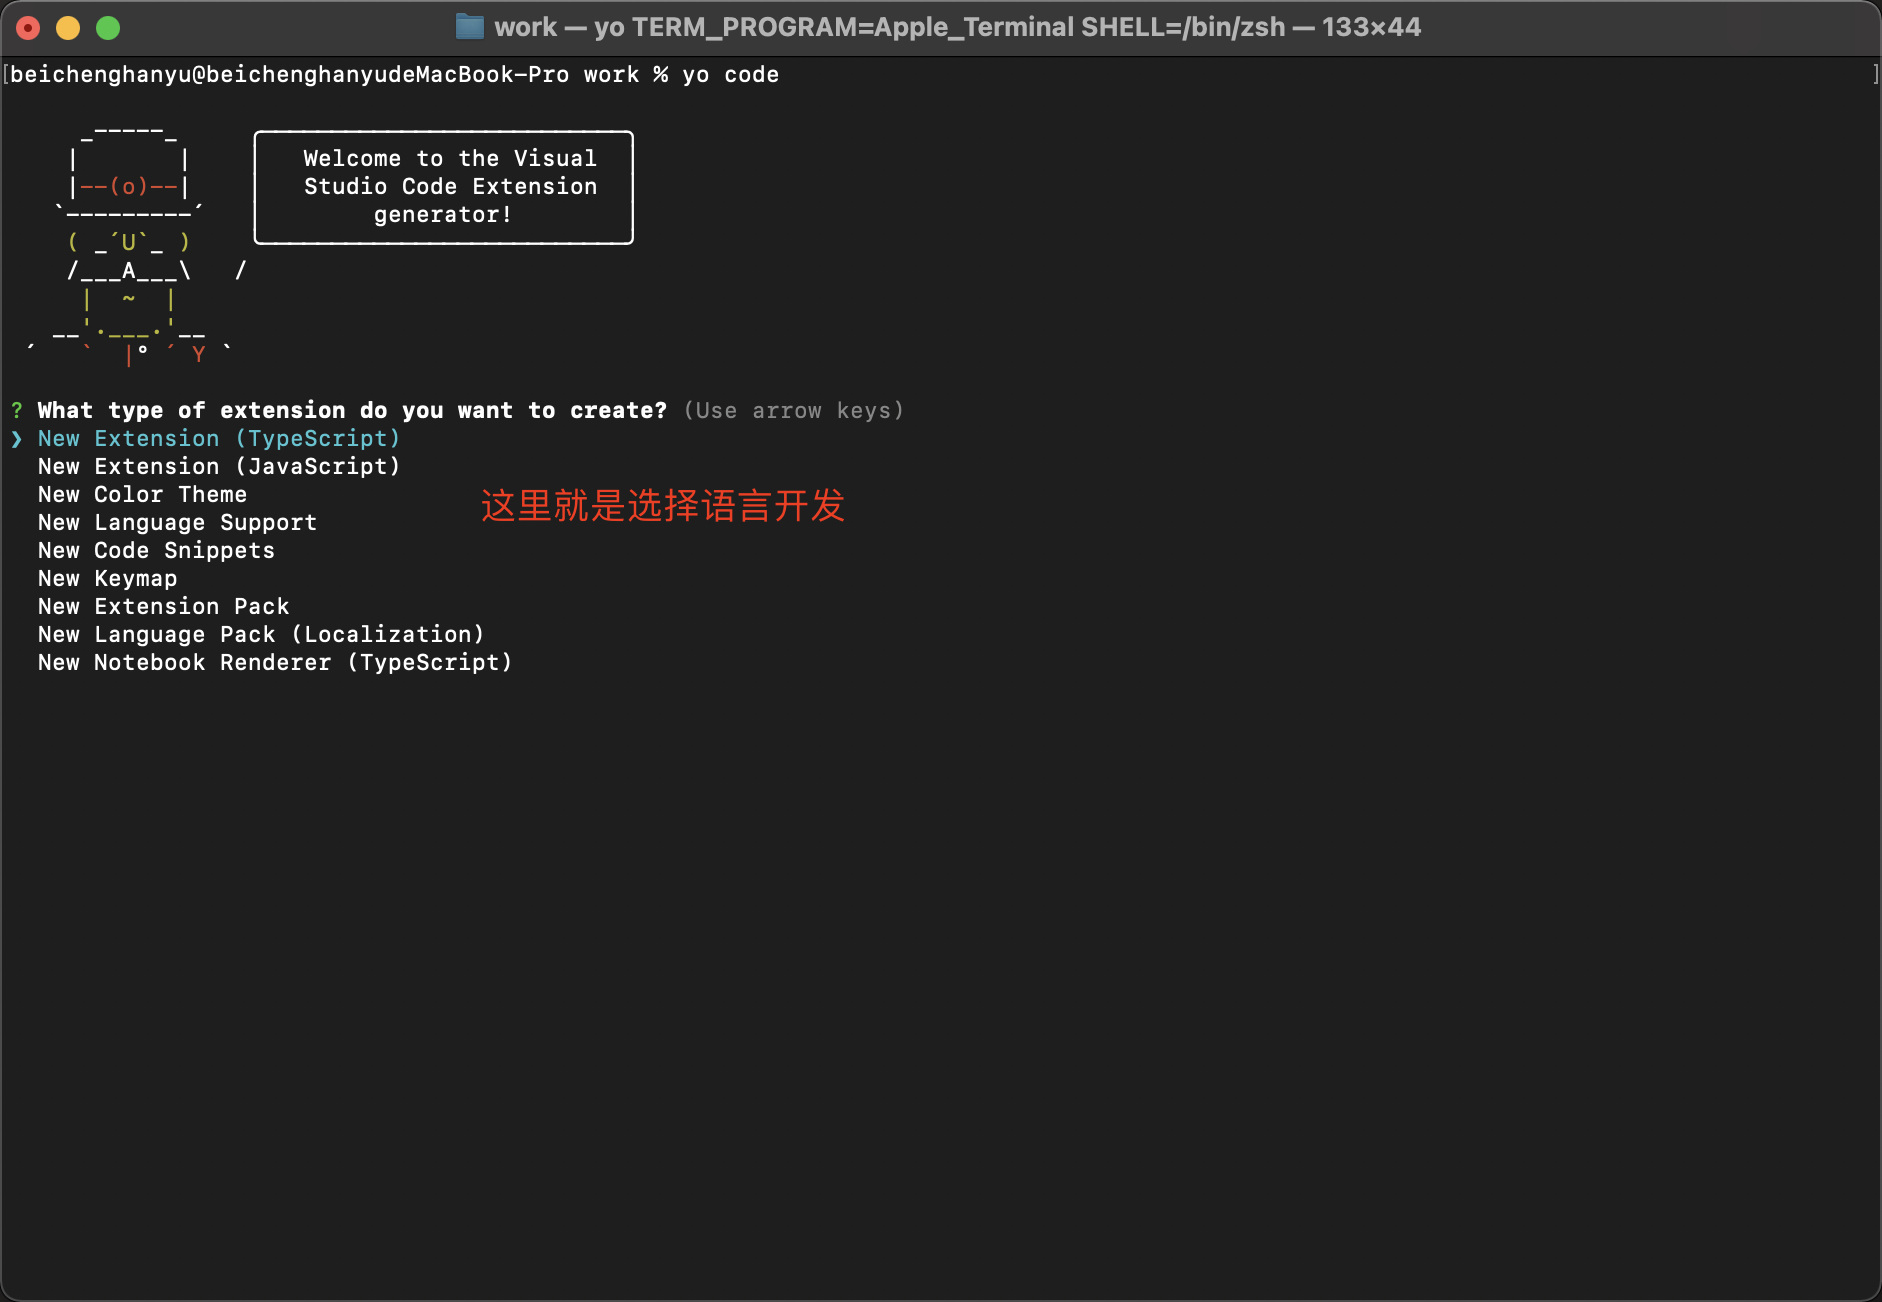 work — yo TERM_PROGRAM=Apple_Terminal SHELL=/bin/zsh — 133×44
[beichenghanyu@beichenghanyudeMacBook-Pro work % yo code ]
     _-----_     ╭──────────────────────────╮
    |       |    │   Welcome to the Visual  │
    |--(o)--|    │   Studio Code Extension  │
   `---------´   │        generator!        │
    ( _´U`_ )    ╰──────────────────────────╯
    /___A___\   /
     |  ~  |
   __'.___.'__
 ´   `  |° ´ Y `
? What type of extension do you want to create? (Use arrow keys)
❯ New Extension (TypeScript)
New Extension (JavaScript)
New Color Theme
这里就是选择语言开发
New Language Support
New Code Snippets
New Keymap
New Extension Pack
New Language Pack (Localization)
New Notebook Renderer (TypeScript)